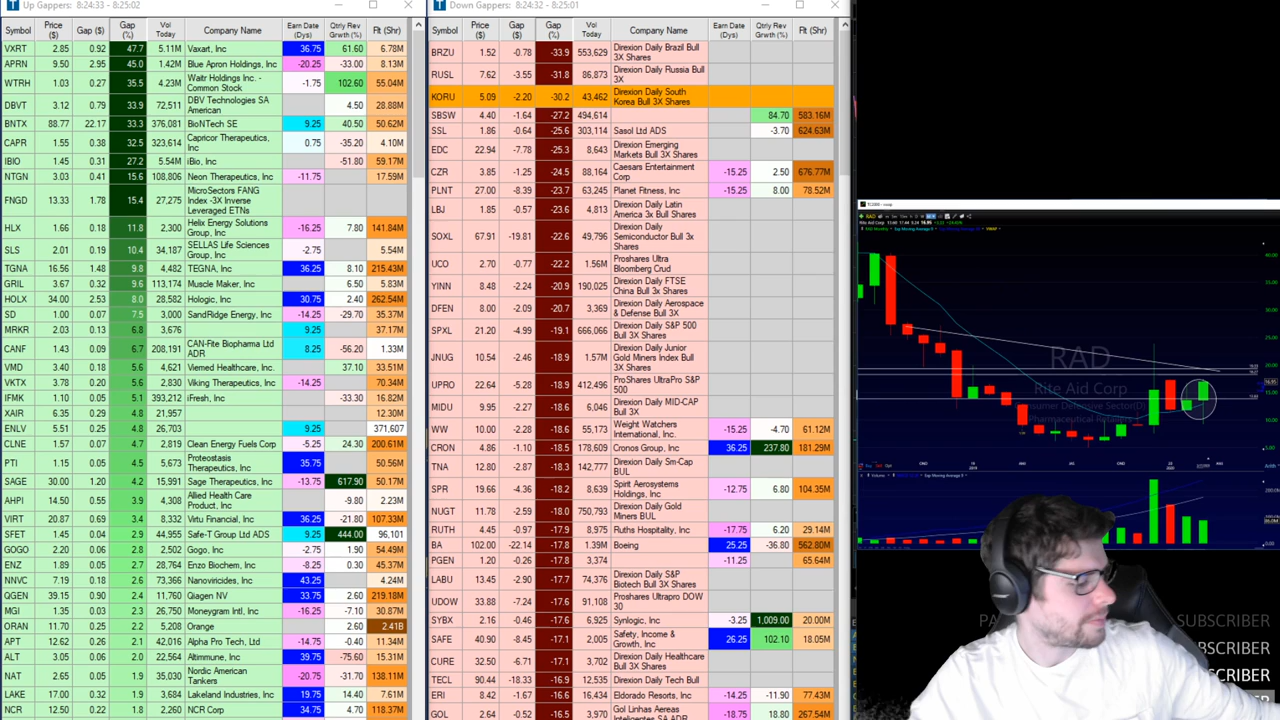 Up Gappers: 8:24:33 - 8:25:02
Symbol Price ($) Gap ($) Gap (%) Vol Today Company Name Earn Date (Dys) Qtrly Rev Grwth (%) Flt (Shr)
VXRT 2.85 0.92 47.7 5.11M Vaxart, Inc 36.75 61.60 6.78M
APRN 9.50 2.95 45.0 1.42M Blue Apron Holdings, Inc -20.25 -33.00 8.13M
WTRH 1.03 0.27 35.5 4.23M Waitr Holdings Inc. - Common Stock -1.75 102.60 55.04M
DBVT 3.12 0.79 33.9 72,511 DBV Technologies SA American 4.50 28.88M
BNTX 88.77 22.17 33.3 376,081 BioNTech SE 9.25 40.50 50.62M
CAPR 1.55 0.38 32.5 323,614 Capricor Therapeutics, Inc 0.75 -35.20 4.10M
IBIO 1.45 0.31 27.2 5.54M iBio, Inc -51.80 59.17M
NTGN 3.03 0.41 15.6 108,806 Neon Therapeutics, Inc -11.75 17.59M
FNGD 13.33 1.78 15.4 27,275 MicroSectors FANG Index -3X Inverse Leveraged ETNs
1.66 0.18 11.8 Helix Energy Solutions Group, Inc -16.25 7.80 141.84M
SLS 2.01 0.19 10.4 34,187 SELLAS Life Sciences Group, Inc -2.75 5.54M
TGNA 16.56 1.48 9.8 4,482 TEGNA, Inc 36.25 8.10 215.43M
GRIL 3.67 0.32 9.6 113,174 Muscle Maker, Inc 6.50 5.83M
HOLX 34.00 2.53 8.0 28,582 Hologic, Inc 30.75 2.40 262.54M
SD 1.00 0.07 7.5 3,000 SandRidge Energy, Inc -14.25 -29.70 35.37M
MRKR 2.03 0.13 6.8 3,676 9.25 37.17M
CANF 1.43 0.09 6.7 208,191 CAN-Fite Biopharma Ltd ADR 8.25 -56.20 1.33M
VMD 3.40 0.18 5.6 4,621 Viemed Healthcare, Inc 37.10 33.51M
VKTX 3.78 0.20 5.6 2,830 Viking Therapeutics, Inc -14.25 70.34M
IFMK 1.10 0.05 5.1 393,212 iFresh, Inc -33.30 16.82M
XAIR 6.35 0.29 4.8 21,957 12.30M
ENLV 5.51 0.25 4.8 26,703 9.25 371,607
CLNE 1.57 0.07 4.7 2,819 Clean Energy Fuels Corp -5.25 24.30 200.61M
PTI 1.15 0.05 4.5 5,673 Proteostasis Therapeutics, Inc 35.75 50.56M
SAGE 30.00 1.20 4.2 Sage Therapeutics, Inc -13.75 617.90 50.17M
AHPI 14.50 0.55 3.9 4,308 Allied Health Care Product, Inc -9.80 2.23M
VIRT 20.87 0.69 3.4 8,332 Virtu Financial, Inc 36.25 -21.80 107.33M
SFET 1.45 0.04 2.9 44,955 Safe-T Group Ltd ADS 9.25 444.00 96,101
GOGO 2.20 0.06 2.8 2,502 Gogo, Inc -2.75 1.90 54.49M
ENZ 2.05 0.05 2.7 Enzo Biochem, Inc -8.25 0.30 45.37M
NNVC 7.19 0.18 2.6 Nanoviricides, Inc 43.25 4.24M
QGEN 39.15 0.90 2.4 11,760 Qiagen NV 33.75 2.60 219.18M
MGI 1.35 0.03 2.3 26,750 Moneygram Intl, Inc -16.25 -7.10 30.87M
ORAN 10.50 0.23 2.2 5,208 Orange 2.60 2.41B
APT 12.62 0.26 2.1 42,016 Alpha Pro Tech, Ltd -14.75 -0.40 11.34M
ALT 3.05 0.06 2.0 2,564 Altimmune, Inc 39.75 -75.60 15.31M
NAT 2.65 0.05 1.9 35,030 Nordic American Tankers -20.75 -31.70 138.11M
LAKE 17.00 0.32 1.9 Lakeland Industries, Inc 19.75 14.40 7.61M
NCR 12.50 0.22 1.8 NCR Corp 34.75 4.70 118.37M
Down Gappers: 8:24:32 - 8:25:01
Symbol Price ($) Gap ($) Gap (%) Vol Today Company Name Earn Date (Dys) Qtrly Rev Grwth (%) Flt (Shr)
BRZU 1.52 -0.78 -33.9 553,629 Direxion Daily Brazil Bull 3X Shares
RUSL 7.62 -3.55 -31.8 86,873 Direxion Daily Russia Bull 3X
KORU 5.09 -2.20 -30.2 43,462 Direxion Daily South Korea Bull 3X Shares
SBSW 4.40 -1.64 -27.2 494,614 84.70 583.16M
SSL 1.86 -0.64 -25.6 303,114 Sasol Ltd ADS -3.70 624.63M
EDC 22.94 -7.78 -25.3 8,643 Direxion Emerging Markets Bull 3X Shares
CZR 3.85 -1.25 -24.5 88,164 Caesars Entertainment Corp -15.25 2.50 676.77M
PLNT 27.00 -8.39 -23.7 63,245 Planet Fitness, Inc -15.25 8.00 78.52M
LBJ 5.07 -1.57 -23.6 4,813 Direxion Daily Latin America 3x Bull Shares
SOXL 22.6 49,796 Direxion Daily Semiconductor Bull 3x Shares
UCO 2.70 -0.77 -22.2 1.56M Proshares Ultra Bloomberg Crud
YINN 8.48 -2.24 -20.9 190,025 Direxion Daily FTSE China Bull 3x Shares
DFEN 8.00 -2.09 -20.7 3,369 Direxion Daily Aerospace & Defense Bull 3x
SPXL 21.20 -4.99 -19.1 666,066 Direxion Daily S&P 500 Bull 3x Shares
JNUG 10.54 -2.46 -18.9 1.57M Direxion Daily Junior Gold Miners Index Bull 3X
UPRO 22.64 -5.28 -18.9 412,496 ProShares UltraPro S&P 500
MIDU -18.6 6,046 Direxion Daily MID-CAP Bull 3X
WW 10.00 -2.28 -18.6 55,173 Weight Watchers International, Inc. -15.25 -4.70 61.12M
CRON 4.84 -1.10 -18.5 178,609 Cronos Group, Inc 36.25 237.80 181.29M
TNA 12.80 -2.87 -18.3 142,777 Direxion Daily Sm-Cap BUL
SPR 19.60 -4.36 -18.2 8,639 Spirit Aerosystems Holdings, Inc -12.75 6.80 104.35M
NUGT 11.78 -2.59 -18.0 750,793 Direxion Daily Gold Miners BUL
RUTH 4.45 -0.97 -17.9 8,975 Ruths Hospitality, Inc -17.75 6.20 29.14M
BA 102.00 -22.14 -17.8 1.39M Boeing 25.25 -36.80 562.80M
PGEN 1.20 -0.26 -17.8 3,374 -11.25 65.64M
LABU 13.45 -2.90 -17.7 74,376 Direxion Daily S&P Biotech Bull 3X Shares
UDOW 33.88 -7.24 -17.6 91,108 Proshares Ultrapro DOW 30
SYBX -17.6 Synlogic, Inc -3.25 1,009.00 20.00M
SAFE 40.90 -8.45 -17.1 2,005 Safety, Income & Growth, Inc 26.25 102.10 18.05M
CURE 32.50 -6.71 -17.1 3,702 Direxion Daily Healthcare Bull 3X Shares
TECL 90.44 Direxion Daily Tech Bull
ERI 8.42 -1.67 -16.6 Eldorado Resorts, Inc -14.25 -11.90 77.43M
GOL 2.64 -0.52 -16.5 3,970 Gol Linhas Aereas Inteligentes SA ADR -18.75 18.80 267.54M
RAD
Rite Aid Corp
RAD
Rite Aid Corp
SUBSCRIBER
SUBSCRIBER
SUBSCRIBER
SUBSCRIBER